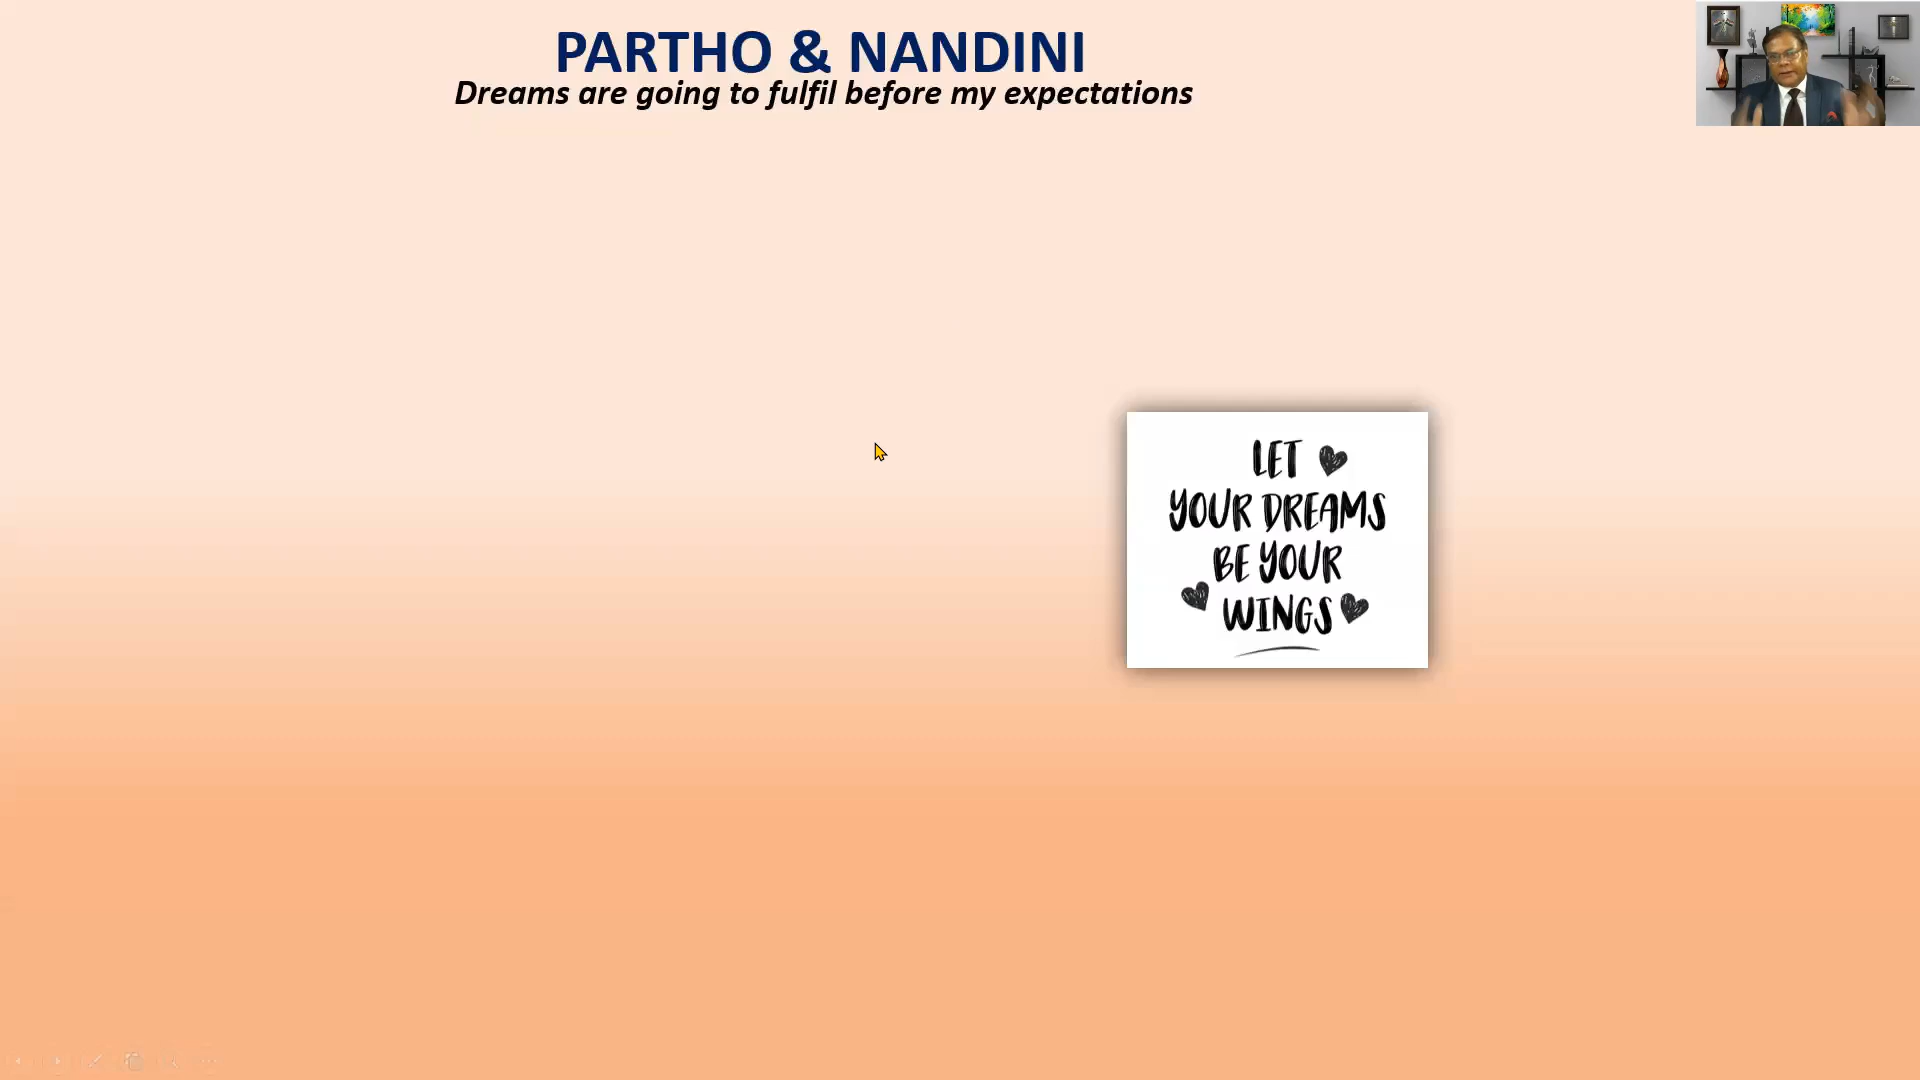 PARTHO & NANDINI
Dreams are going to fulfil before my expectations
LET
YOUR DREAMS
BE YOUR
WINGS